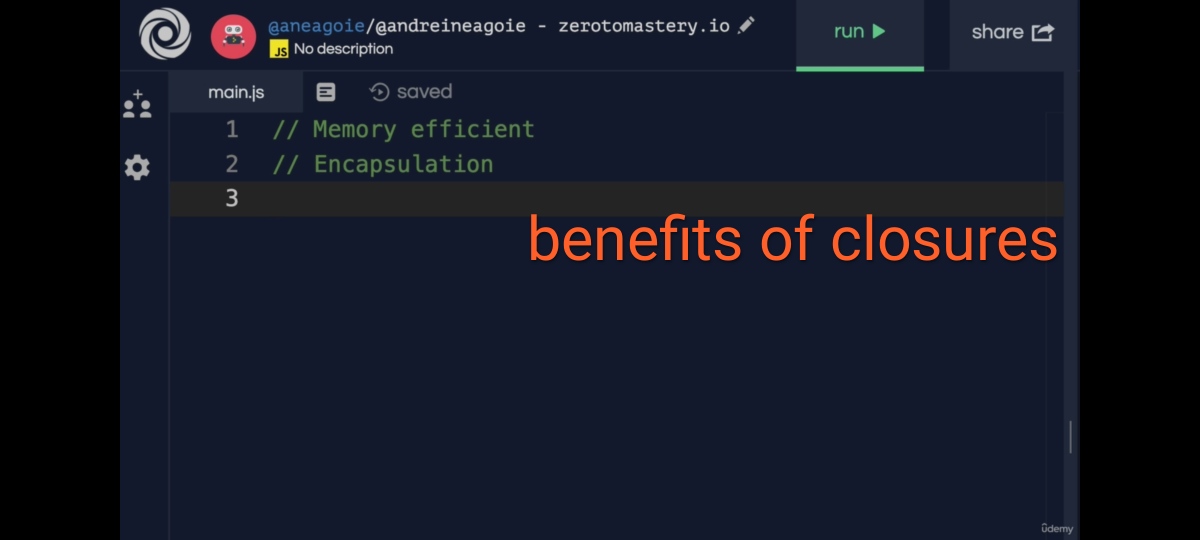 @aneagoie/@andreineagoie - zerotomastery.io
JS No description
run
share
main.js
saved
1 // Memory efficient
2 // Encapsulation
3
benefits of closures
ûdemy